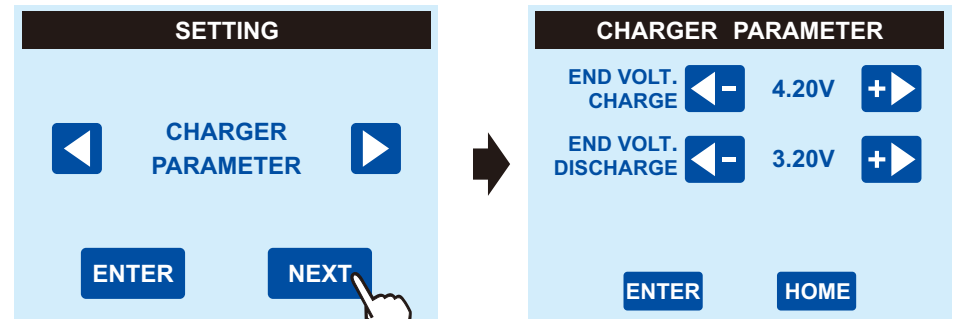 SETTING
CHARGER
PARAMETER
ENTER
NEXT
CHARGER PARAMETER
END VOLT.
CHARGE
-
4.20V
+
END VOLT.
DISCHARGE
-
3.20V
+
ENTER
HOME